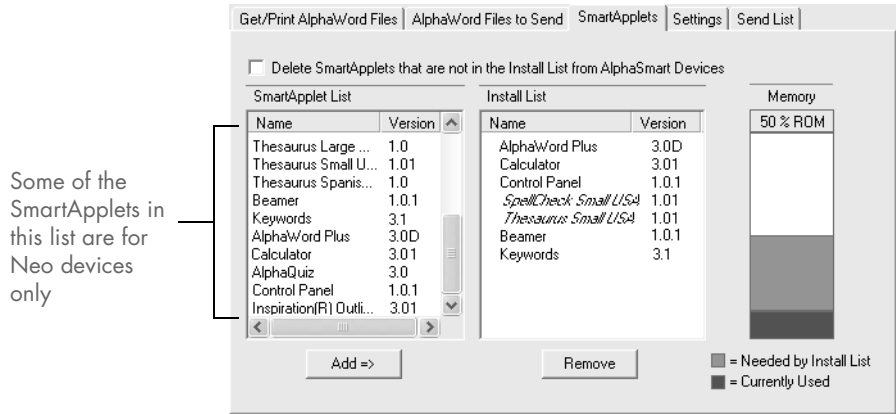 Get/Print AlphaWord Files AlphaWord Files to Send SmartApplets Settings Send List
Delete SmartApplets that are not in the Install List from AlphaSmart Devices
SmartApplet List
Name Version
Thesaurus Large ... 1.0
Thesaurus Small U... 1.01
Thesaurus Spanis... 1.0
Beamer 1.0.1
Keywords 3.1
AlphaWord Plus 3.0D
Calculator 3.01
AlphaQuiz 3.0
Control Panel 1.0.1
Inspiration(R) Outli... 3.01
Add =>
Install List
Name Version
AlphaWord Plus 3.0D
Calculator 3.01
Control Panel 1.0.1
SpellCheck Small USA 1.01
Thesaurus Small USA 1.01
Beamer 1.0.1
Keywords 3.1
Remove
Memory
50 % ROM
= Needed by Install List
= Currently Used
Some of the
SmartApplets in
this list are for
Neo devices
only